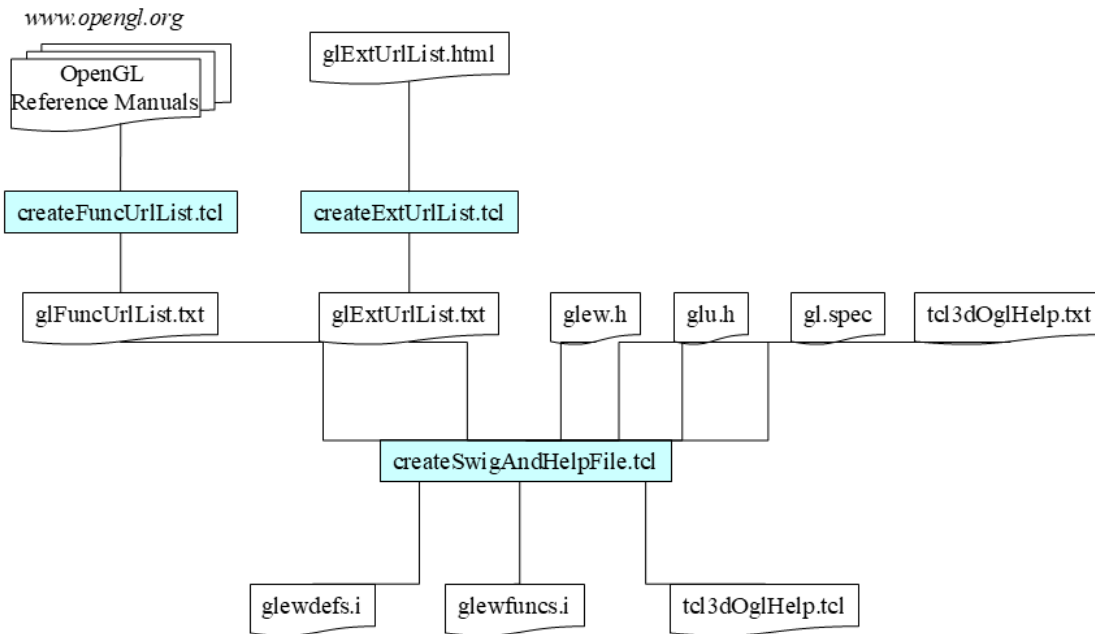 www.opengl.org
OpenGL
Reference Manuals
glExtUrlList.html
createFuncUrlList.tcl
createExtUrlList.tcl
glFuncUrlList.txt
glExtUrlList.txt
glew.h
glu.h
gl.spec
tcl3dOglHelp.txt
createSwigAndHelpFile.tcl
glewdefs.i
glewfuncs.i
tcl3dOglHelp.tcl